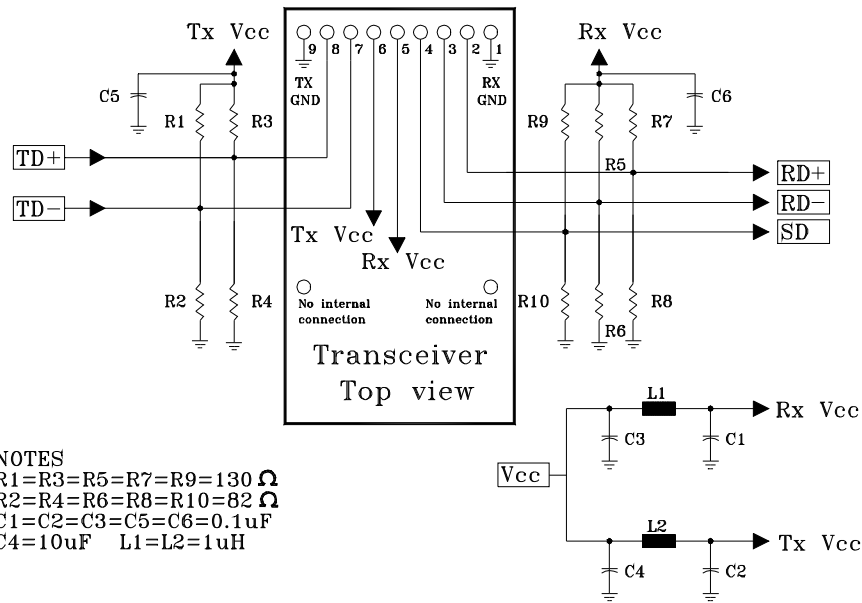 Tx Vcc
Rx Vcc
9 8 7 6 5 4 3 2 1
TX
GND
RX
GND
C5
R1
R3
R9
R7
C6
TD+
R5
RD+
TD-
RD-
Tx Vcc
SD
Rx Vcc
R2
R4
No internal
connection
No internal
connection
R10
R8
R6
Transceiver
Top view
L1
Rx Vcc
C3
C1
Vcc
L2
Tx Vcc
C4
C2
NOTES
R1=R3=R5=R7=R9=130 Ω
R2=R4=R6=R8=R10=82 Ω
C1=C2=C3=C5=C6=0.1uF
C4=10uF L1=L2=1uH